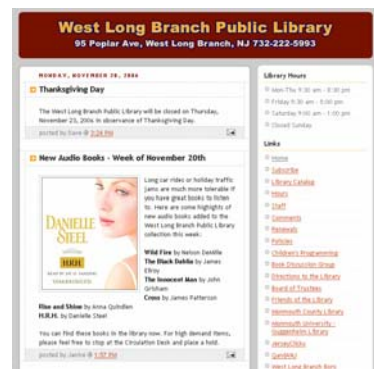 West Long Branch Public Library
95 Poplar Ave, West Long Branch, NJ 732-222-5993
MONDAY, NOVEMBER 20, 2006
Thanksgiving Day
The West Long Branch Public Library will be closed on Thursday,
November 23, 2006 in observance of Thanksgiving Day.
posted by Dave @ 3:24 PM
New Audio Books - Week of November 20th
Long car rides or holiday traffic
jams are much more tolerable if
you have great books to listen
to. Here are some highlights of
new audio books added to the
West Long Branch Public Library
collection this week:
DANIELLE
STEEL
H.R.H.
UNABRIDGED
Wild Fire by Nelson DeMille
The Black Dahlia by James
Ellroy
The Innocent Man by John
Grisham
Cross by James Patterson
Rise and Shine by Anna Quindlen
H.R.H. by Danielle Steel
You can find these books in the library now. For high demand items,
please feel free to stop at the Circulation Desk and place a hold.
posted by Janine @ 1:57 PM
Library Hours
Mon-Thu 9:30 am - 8:30 pm
Friday 9:30 am - 5:00 pm
Saturday 9:00 am - 1:00 pm
Closed Sunday
Links
Home
Subscribe
Library Catalog
Hours
Staff
Comments
Renewals
Policies
Children's Programming
Book Discussion Group
Directions to the Library
Board of Trustees
Friends of the Library
Monmouth County Library
Monmouth University -
Guggenheim Library
JerseyClicks
QandANJ
West Long Branch Boro